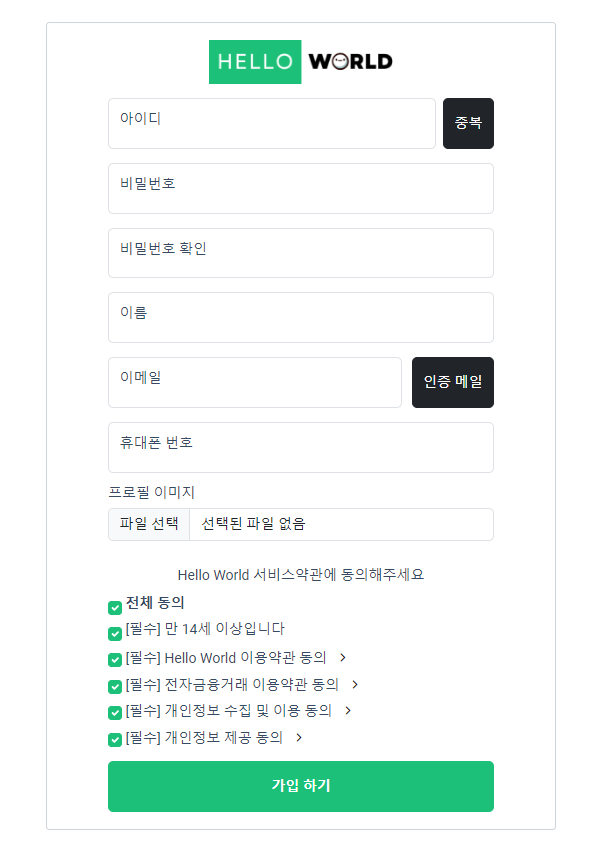 HELLO WORLD
아이디 중복
비밀번호
비밀번호 확인
이름
이메일 인증 메일
휴대폰 번호
프로필 이미지
파일 선택 선택된 파일 없음
Hello World 서비스약관에 동의해주세요
전체 동의
[필수] 만 14세 이상입니다
[필수] Hello World 이용약관 동의
[필수] 전자금융거래 이용약관 동의
[필수] 개인정보 수집 및 이용 동의
[필수] 개인정보 제공 동의
가입 하기